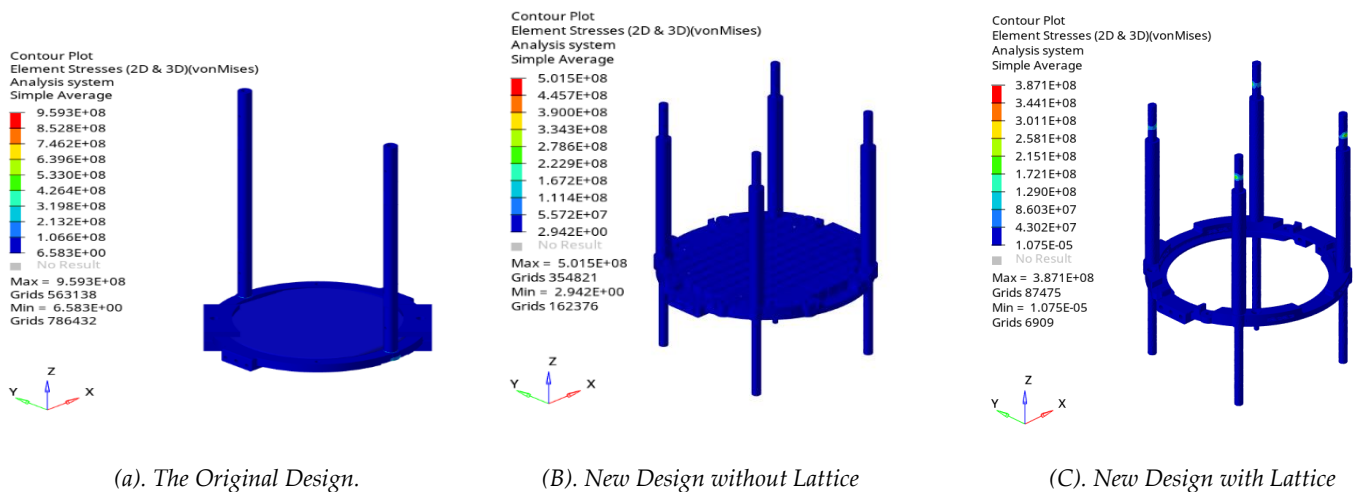 Contour Plot
Element Stresses (2D & 3D)(vonMises)
Analysis system
Simple Average
9.593E+08
8.528E+08
7.462E+08
6.396E+08
5.330E+08
4.264E+08
3.198E+08
2.132E+08
1.066E+08
6.583E+00
No Result
Max = 9.593E+08
Grids 563138
Min = 6.583E+00
Grids 786432
Z
Y
X
(a). The Original Design.
Contour Plot
Element Stresses (2D & 3D)(vonMises)
Analysis system
Simple Average
5.015E+08
4.457E+08
3.900E+08
3.343E+08
2.786E+08
2.229E+08
1.672E+08
1.114E+08
5.572E+07
2.942E+00
No Result
Max = 5.015E+08
Grids 354821
Min = 2.942E+00
Grids 162376
Z
Y
X
(B). New Design without Lattice
Contour Plot
Element Stresses (2D & 3D)(vonMises)
Analysis system
Simple Average
3.871E+08
3.441E+08
3.011E+08
2.581E+08
2.151E+08
1.721E+08
1.290E+08
8.603E+07
4.302E+07
1.075E-05
No Result
Max = 3.871E+08
Grids 87475
Min = 1.075E-05
Grids 6909
Z
Y
X
(C). New Design with Lattice